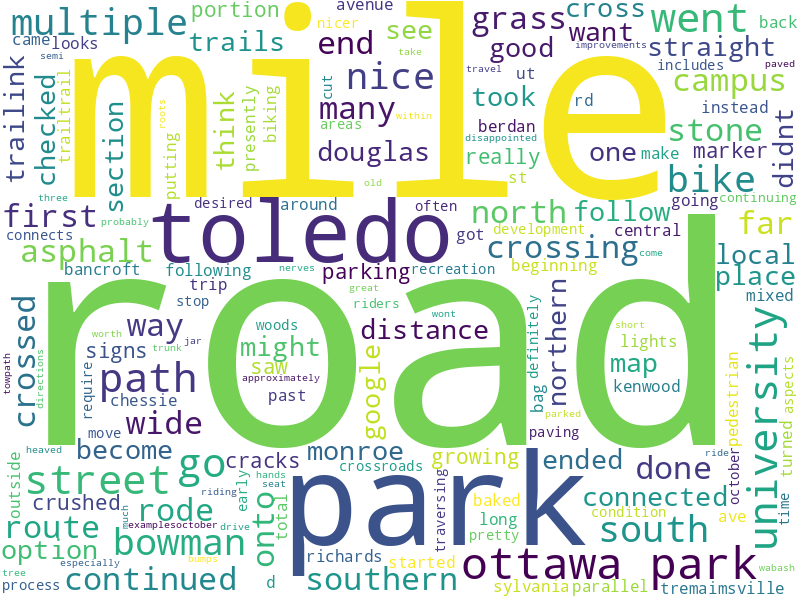 multiple
portion
avenue
nicer
cross
went
back
came
looks
trails
end
see
grass
want
straight
semi
mile
take
good
improvements
paved
trailink
checked
trailtrail
section
roots
putting
think
presently
biking
cut
nice
many
areas
within
travel
ut
includes
campus
took
rd
instead
disappointed
berdan
stone
douglas
really
one
make
marker
didnt
st
bike
three
old
first
probably
desired
around
often
north
follow
going
continuing
connects
toledo
got
development
central
far
asphalt
crossing
local
bancroft
following
parking
recreation
beginning
come
place
trip
nerves
stop
great
riders
wont
mixed
crossed
way
woods
distance
definitely
northern
short
worth
road
lights
signs
trunk
jar
might
saw
google
map
towpath
directions
path
approximately
kenwood
require
chessie
past
bag
parked
university
pedestrian
aspects
wide
move
paving
become
monroe
turned
heaved
street
go
cracks
crossroads
growing
ended
done
ride
outside
crushed
hands
seat
early
onto
total
park
traversing
baked
condition
connected
october
time
route
rode
riding
much
long
south
ave
examplesoctober
drive
pretty
option
bowman
bumps
richards
started
ottawa park
tree
especially
wabash
process
continued
d
southern
sylvania
parallel
tremaimsville